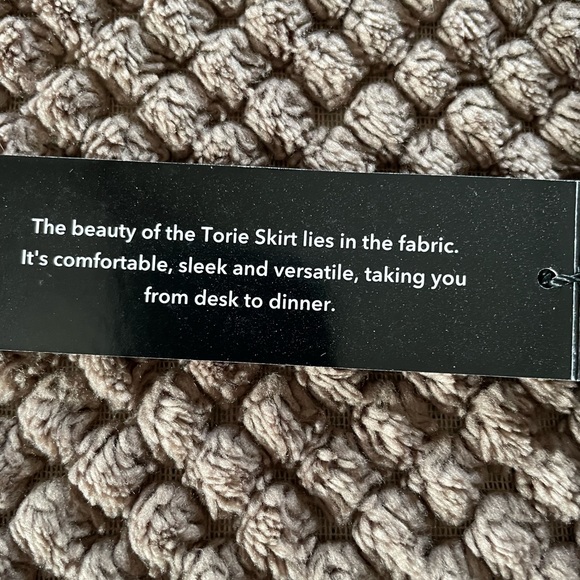 The beauty of the Torie Skirt lies in the fabric.
It's comfortable, sleek and versatile, taking you
from desk to dinner.